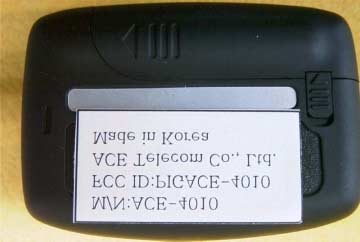 M/N:ACE-4010
FCC ID:PIGACE-4010
ACE Telecom Co., Ltd.
Made in Korea